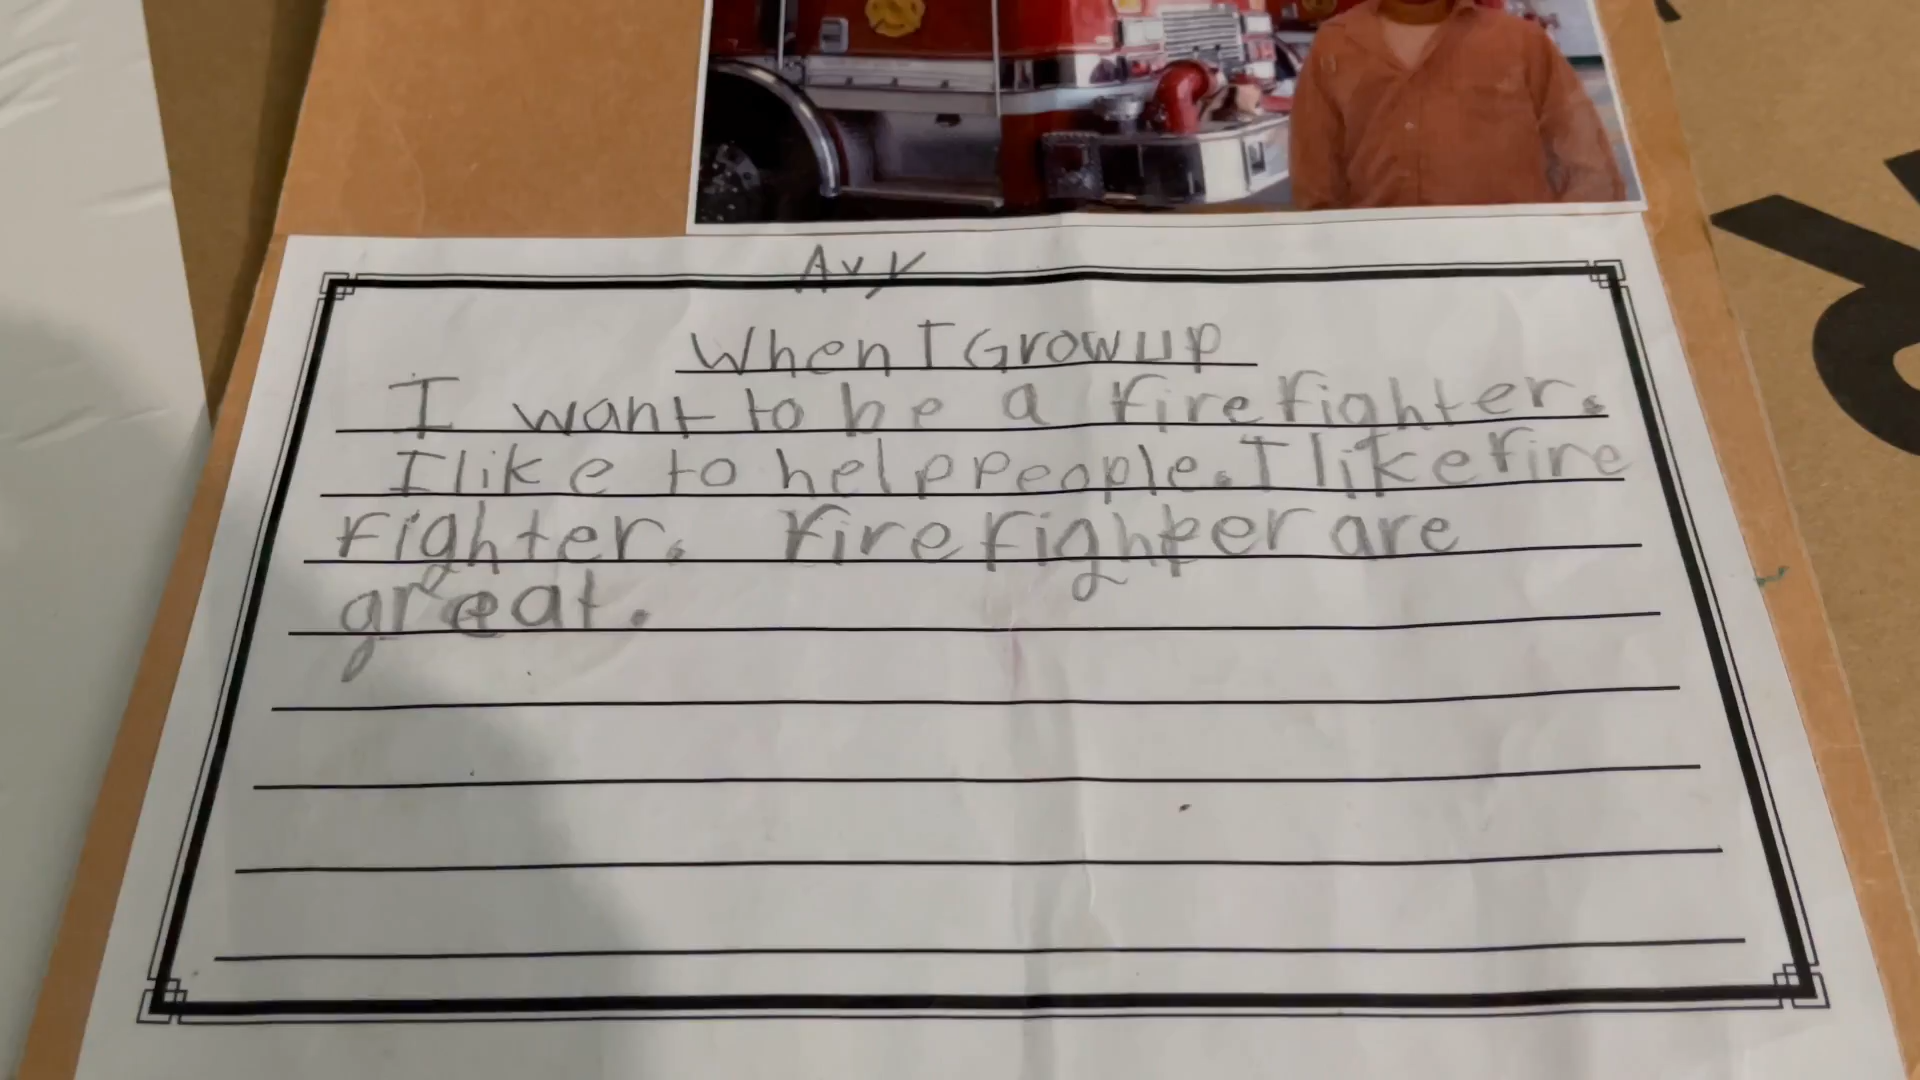 Avy
When I Grow up
I want to be a firefighter.
I like to help people. I like fire
fighter. firefighter are
great.